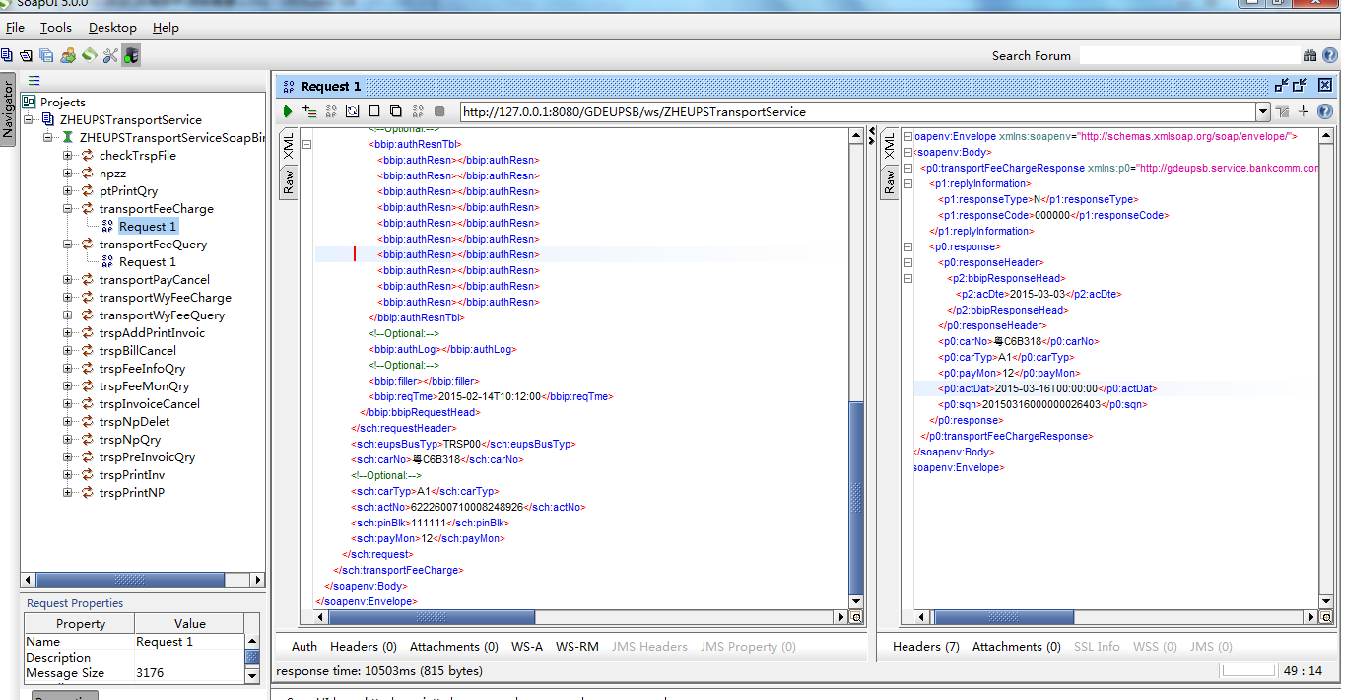 SoapUI 5.0.0
File Tools Desktop Help
Search Forum
Navigator
Projects
ZHEUPSTransportService
ZHEUPSTransportServiceSoapBin
checkTrspFile
npzz
ptPrintQry
transportFeeCharge
Request 1
transportFeeQuery
Request 1
transportPayCancel
transportWyFeeCharge
transportWyFeeQuery
trspAddPrintInvoic
trspBillCancel
trspFeeInfoQry
trspFeeMonQry
trspInvoiceCancel
trspNpDelet
trspNpQry
trspPreInvoicQry
trspPrintInv
trspPrintNP
Request Properties
Property Value
Name Request 1
Description
Message Size 3176
Request 1
http://127.0.0.1:8080/GDEUPSB/ws/ZHEUPSTransportService
XML
Raw
<!--Optional:-->
<bbip:authResnTbl>
<bbip:authResn></bbip:authResn>
<bbip:authResn></bbip:authResn>
<bbip:authResn></bbip:authResn>
<bbip:authResn></bbip:authResn>
<bbip:authResn></bbip:authResn>
<bbip:authResn></bbip:authResn>
<bbip:authResn></bbip:authResn>
<bbip:authResn></bbip:authResn>
<bbip:authResn></bbip:authResn>
<bbip:authResn></bbip:authResn>
</bbip:authResnTbl>
<!--Optional:-->
<bbip:authLog></bbip:authLog>
<!--Optional:-->
<bbip:filler></bbip:filler>
<bbip:reqTme>2015-02-14T10:12:00</bbip:reqTme>
</bbip:bbipRequestHead>
</sch:requestHeader>
<sch:eupsBusTyp>TRSP00</sch:eupsBusTyp>
<sch:carNo>粤C6B318</sch:carNo>
<!--Optional:-->
<sch:carTyp>A1</sch:carTyp>
<sch:actNo>6222600710008248926</sch:actNo>
<sch:pinBlk>111111</sch:pinBlk>
<sch:payMon>12</sch:payMon>
</sch:request>
</sch:transportFeeCharge>
</soapenv:Body>
</soapenv:Envelope>
Auth Headers (0) Attachments (0) WS-A WS-RM JMS Headers JMS Property (0)
response time: 10503ms (815 bytes)
XML
Raw
oapenv:Envelope xmlns:soapenv="http://schemas.xmlsoap.org/soap/envelope/">
<soapenv:Body>
<p0:transportFeeChargeResponse xmlns:p0="http://gdeupsb.service.bankcomm.cor
<p1:replyInformation>
<p1:responseType>N</p1:responseType>
<p1:responseCode>000000</p1:responseCode>
</p1:replyInformation>
<p0:response>
<p0:responseHeader>
<p2:bbipResponseHead>
<p2:acDte>2015-03-03</p2:acDte>
</p2:bbipResponseHead>
</p0:responseHeader>
<p0:carNo>粤C6B318</p0:carNo>
<p0:carTyp>A1</p0:carTyp>
<p0:payMon>12</p0:payMon>
<p0:actDat>2015-03-16T00:00:00</p0:actDat>
<p0:sqn>20150316000000026403</p0:sqn>
</p0:response>
</p0:transportFeeChargeResponse>
</soapenv:Body>
soapenv:Envelope>
Headers (7) Attachments (0) SSL Info WSS (0) JMS (0)
49 : 14